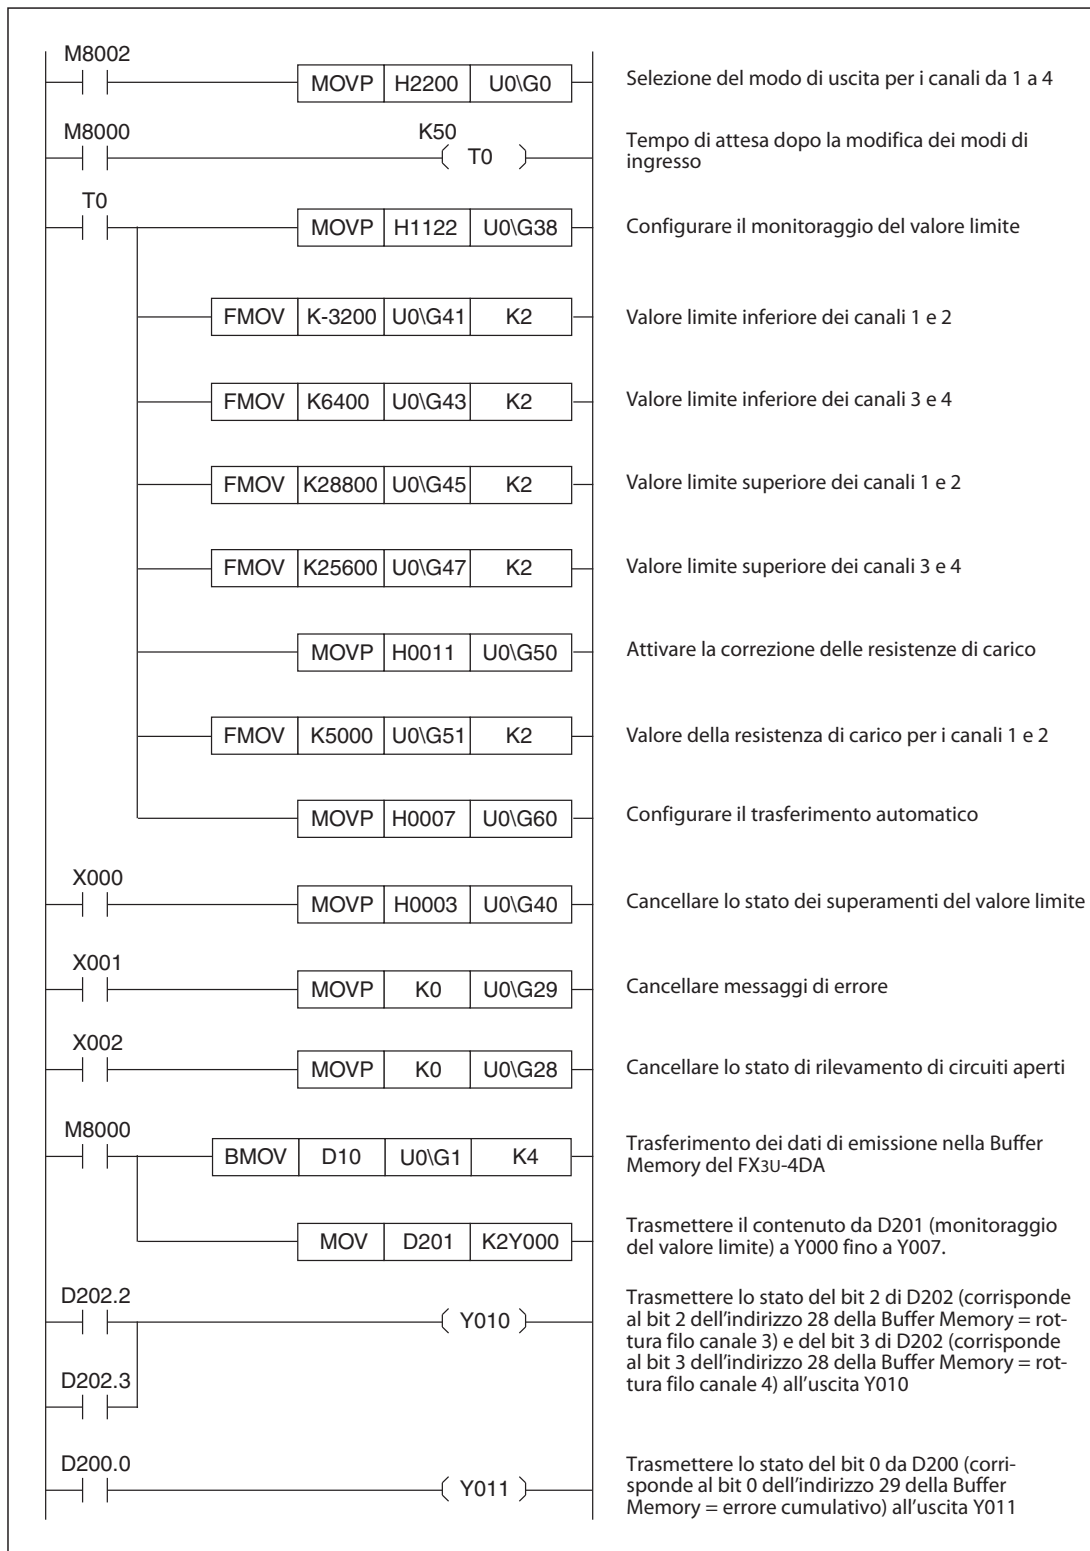 M8002
MOVP H2200 U0\G0
Selezione del modo di uscita per i canali da 1 a 4
M8000
K50
T0
Tempo di attesa dopo la modifica dei modi di
ingresso
T0
MOVP H1122 U0\G38
Configurare il monitoraggio del valore limite
FMOV K-3200 U0\G41 K2
Valore limite inferiore dei canali 1 e 2
FMOV K6400 U0\G43 K2
Valore limite inferiore dei canali 3 e 4
FMOV K28800 U0\G45 K2
Valore limite superiore dei canali 1 e 2
FMOV K25600 U0\G47 K2
Valore limite superiore dei canali 3 e 4
MOVP H0011 U0\G50
Attivare la correzione delle resistenze di carico
FMOV K5000 U0\G51 K2
Valore della resistenza di carico per i canali 1 e 2
MOVP H0007 U0\G60
Configurare il trasferimento automatico
X000
MOVP H0003 U0\G40
Cancellare lo stato dei superamenti del valore limite
X001
MOVP K0 U0\G29
Cancellare messaggi di errore
X002
MOVP K0 U0\G28
Cancellare lo stato di rilevamento di circuiti aperti
M8000
BMOV D10 U0\G1 K4
Trasferimento dei dati di emissione nella Buffer
Memory del FX3U-4DA
MOV D201 K2Y000
Trasmettere il contenuto da D201 (monitoraggio
del valore limite) a Y000 fino a Y007.
D202.2
Y010
D202.3
Trasmettere lo stato del bit 2 di D202 (corrisponde
al bit 2 dell'indirizzo 28 della Buffer Memory = rot-
tura filo canale 3) e del bit 3 di D202 (corrisponde
al bit 3 dell'indirizzo 28 della Buffer Memory = rot-
tura filo canale 4) all'uscita Y010
D200.0
Y011
Trasmettere lo stato del bit 0 da D200 (corri-
sponde al bit 0 dell'indirizzo 29 della Buffer
Memory = errore cumulativo) all'uscita Y011